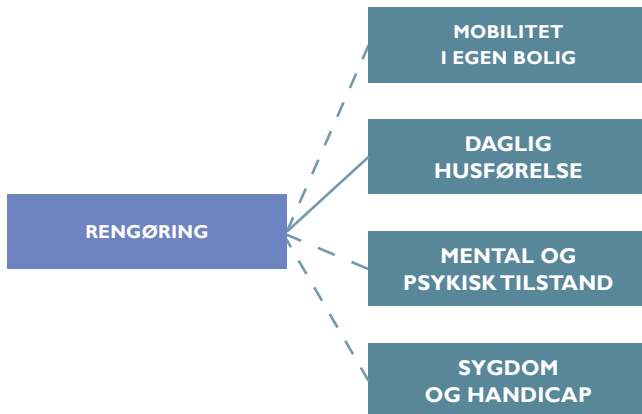 MOBILITET
I EGEN BOLIG
DAGLIG
HUSFØRELSE
RENGØRING
MENTAL OG
PSYKISK TILSTAND
SYGDOM
OG HANDICAP